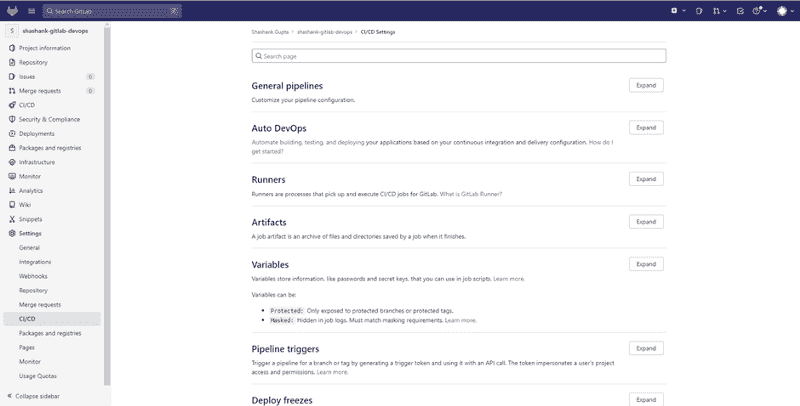 Search GitLab
S shashank-gitlab-devops
Project information
Repository
Issues 0
Merge requests 0
CI/CD
Security & Compliance
Deployments
Packages and registries
Infrastructure
Monitor
Analytics
Wiki
Snippets
Settings
General
Integrations
Webhooks
Repository
Merge requests
CI/CD
Packages and registries
Pages
Monitor
Usage Quotas
Collapse sidebar
Shashank Gupta > shashank-gitlab-devops > CI/CD Settings
Search page
General pipelines Expand
Customize your pipeline configuration.
Auto DevOps Expand
Automate building, testing, and deploying your applications based on your continuous integration and delivery configuration. How do I
get started?
Runners Expand
Runners are processes that pick up and execute CI/CD jobs for GitLab. What is GitLab Runner?
Artifacts Expand
A job artifact is an archive of files and directories saved by a job when it finishes.
Variables Expand
Variables store information, like passwords and secret keys, that you can use in job scripts. Learn more.
Variables can be:
• Protected: Only exposed to protected branches or protected tags.
• Masked: Hidden in job logs. Must match masking requirements. Learn more.
Pipeline triggers Expand
Trigger a pipeline for a branch or tag by generating a trigger token and using it with an API call. The token impersonates a user's project
access and permissions. Learn more.
Deploy freezes Expand